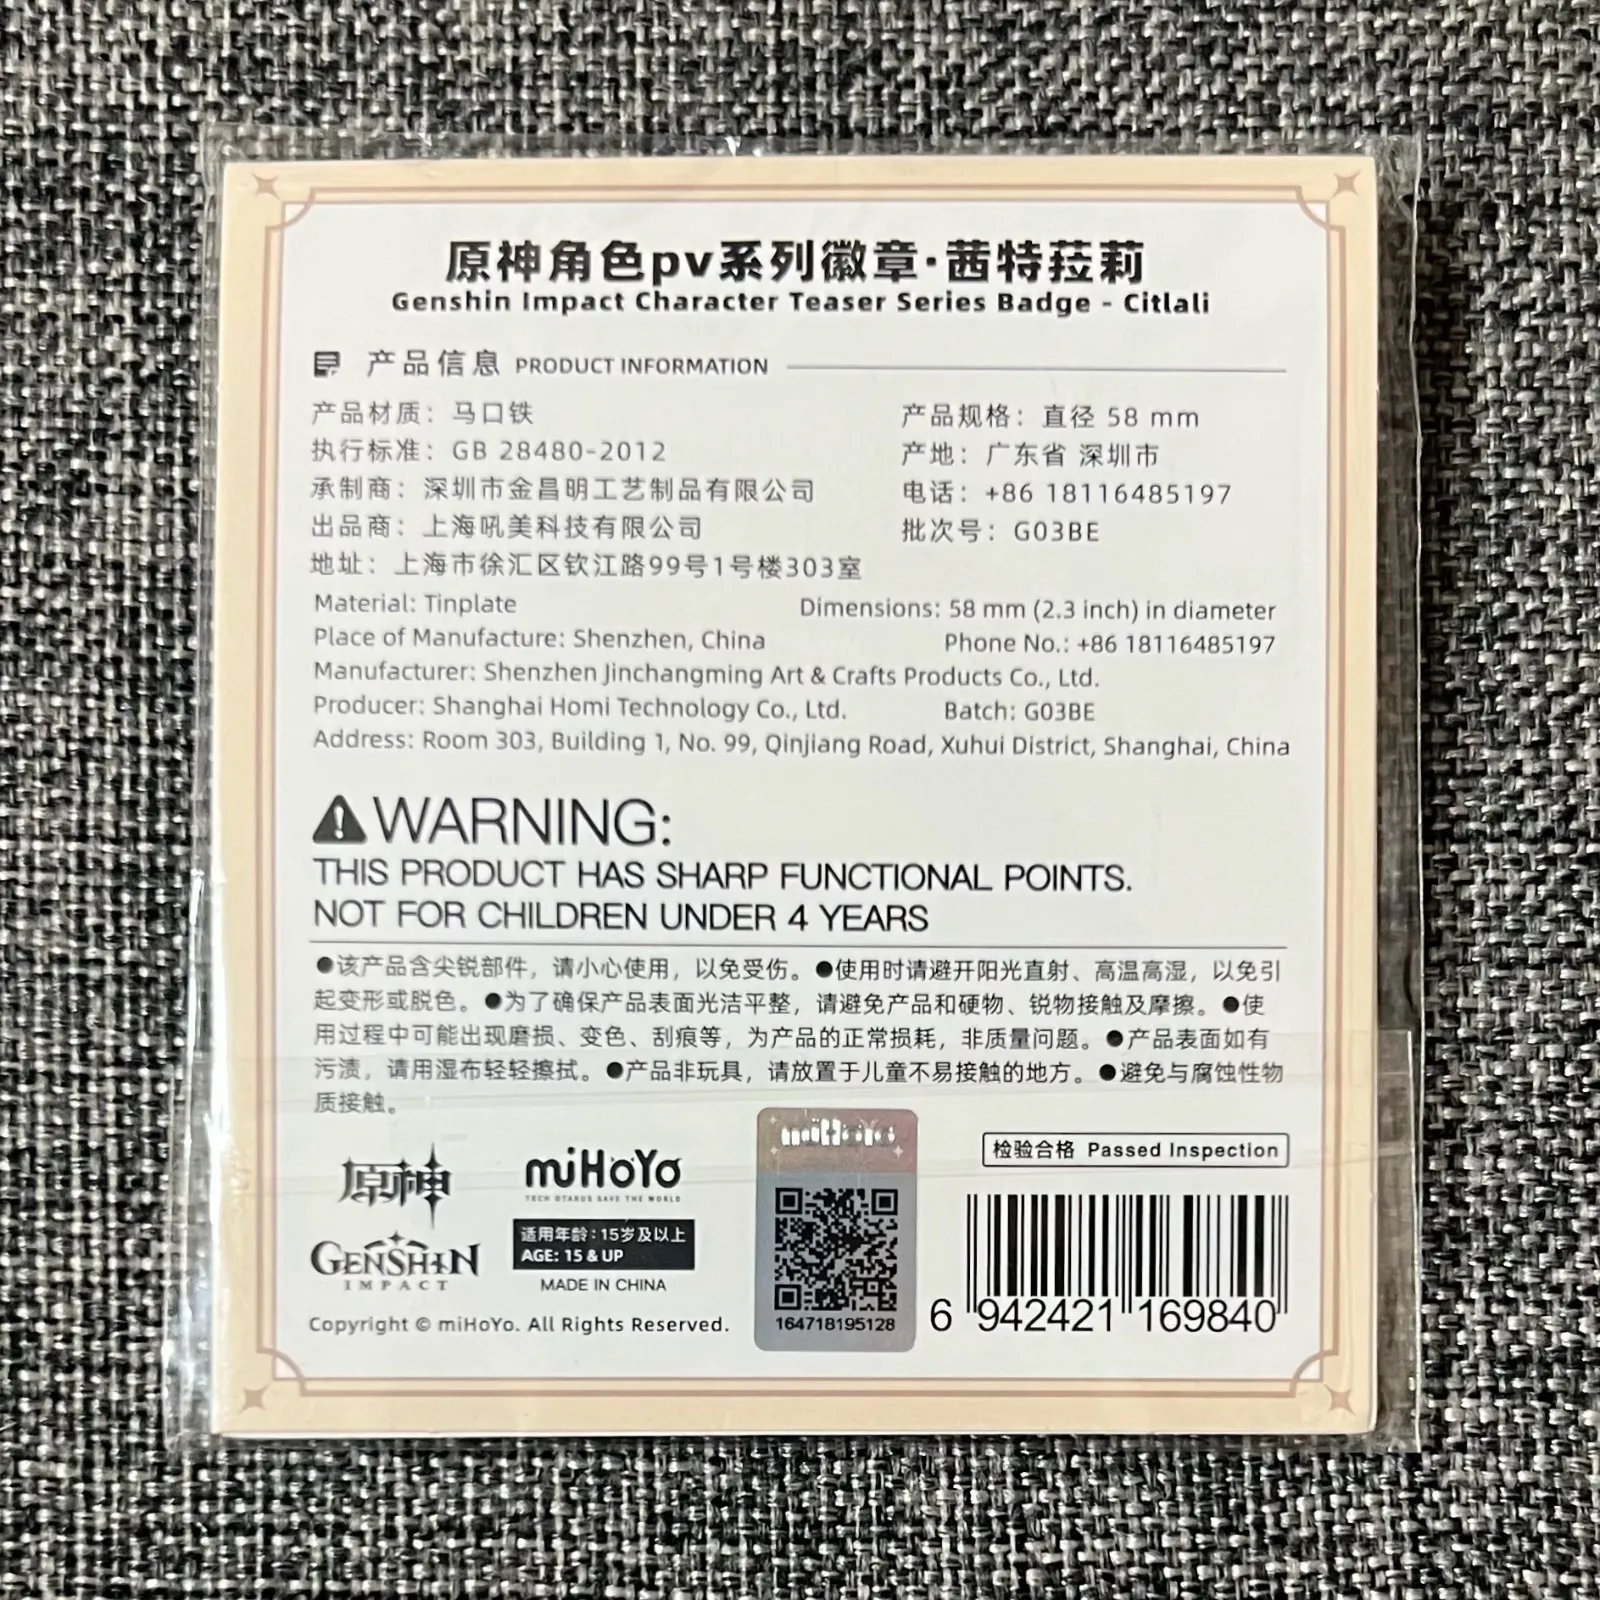 原神角色pv系列徽章·茜特菈莉
Genshin Impact Character Teaser Series Badge - Citlali
产品信息 PRODUCT INFORMATION
产品材质：马口铁 产品规格：直径 58 mm
执行标准：GB 28480-2012 产地：广东省 深圳市
承制商：深圳市金昌明工艺制品有限公司 电话：+86 18116485197
出品商：上海吼美科技有限公司 批次号：G03BE
地址：上海市徐汇区钦江路99号1号楼303室
Material: Tinplate Dimensions: 58 mm (2.3 inch) in diameter
Place of Manufacture: Shenzhen, China Phone No.: +86 18116485197
Manufacturer: Shenzhen Jinchangming Art & Crafts Products Co., Ltd.
Producer: Shanghai Homi Technology Co., Ltd. Batch: G03BE
Address: Room 303, Building 1, No. 99, Qinjiang Road, Xuhui District, Shanghai, China
WARNING:
THIS PRODUCT HAS SHARP FUNCTIONAL POINTS.
NOT FOR CHILDREN UNDER 4 YEARS
●该产品含尖锐部件，请小心使用，以免受伤。●使用时请避开阳光直射、高温高湿，以免引
起变形或脱色。●为了确保产品表面光洁平整，请避免产品和硬物、锐物接触及摩擦。●使
用过程中可能出现磨损、变色、刮痕等，为产品的正常损耗，非质量问题。●产品表面如有
污渍，请用湿布轻轻擦拭。●产品非玩具，请放置于儿童不易接触的地方。●避免与腐蚀性物
质接触。
原神
GENSHIN
IMPACT
miHoYo
TECH OTAKUS SAVE THE WORLD
适用年龄：15岁及以上
AGE: 15 & UP
MADE IN CHINA
Copyright © miHoYo. All Rights Reserved.
miHoYo
164718195128
检验合格 Passed Inspection
6 942421 169840